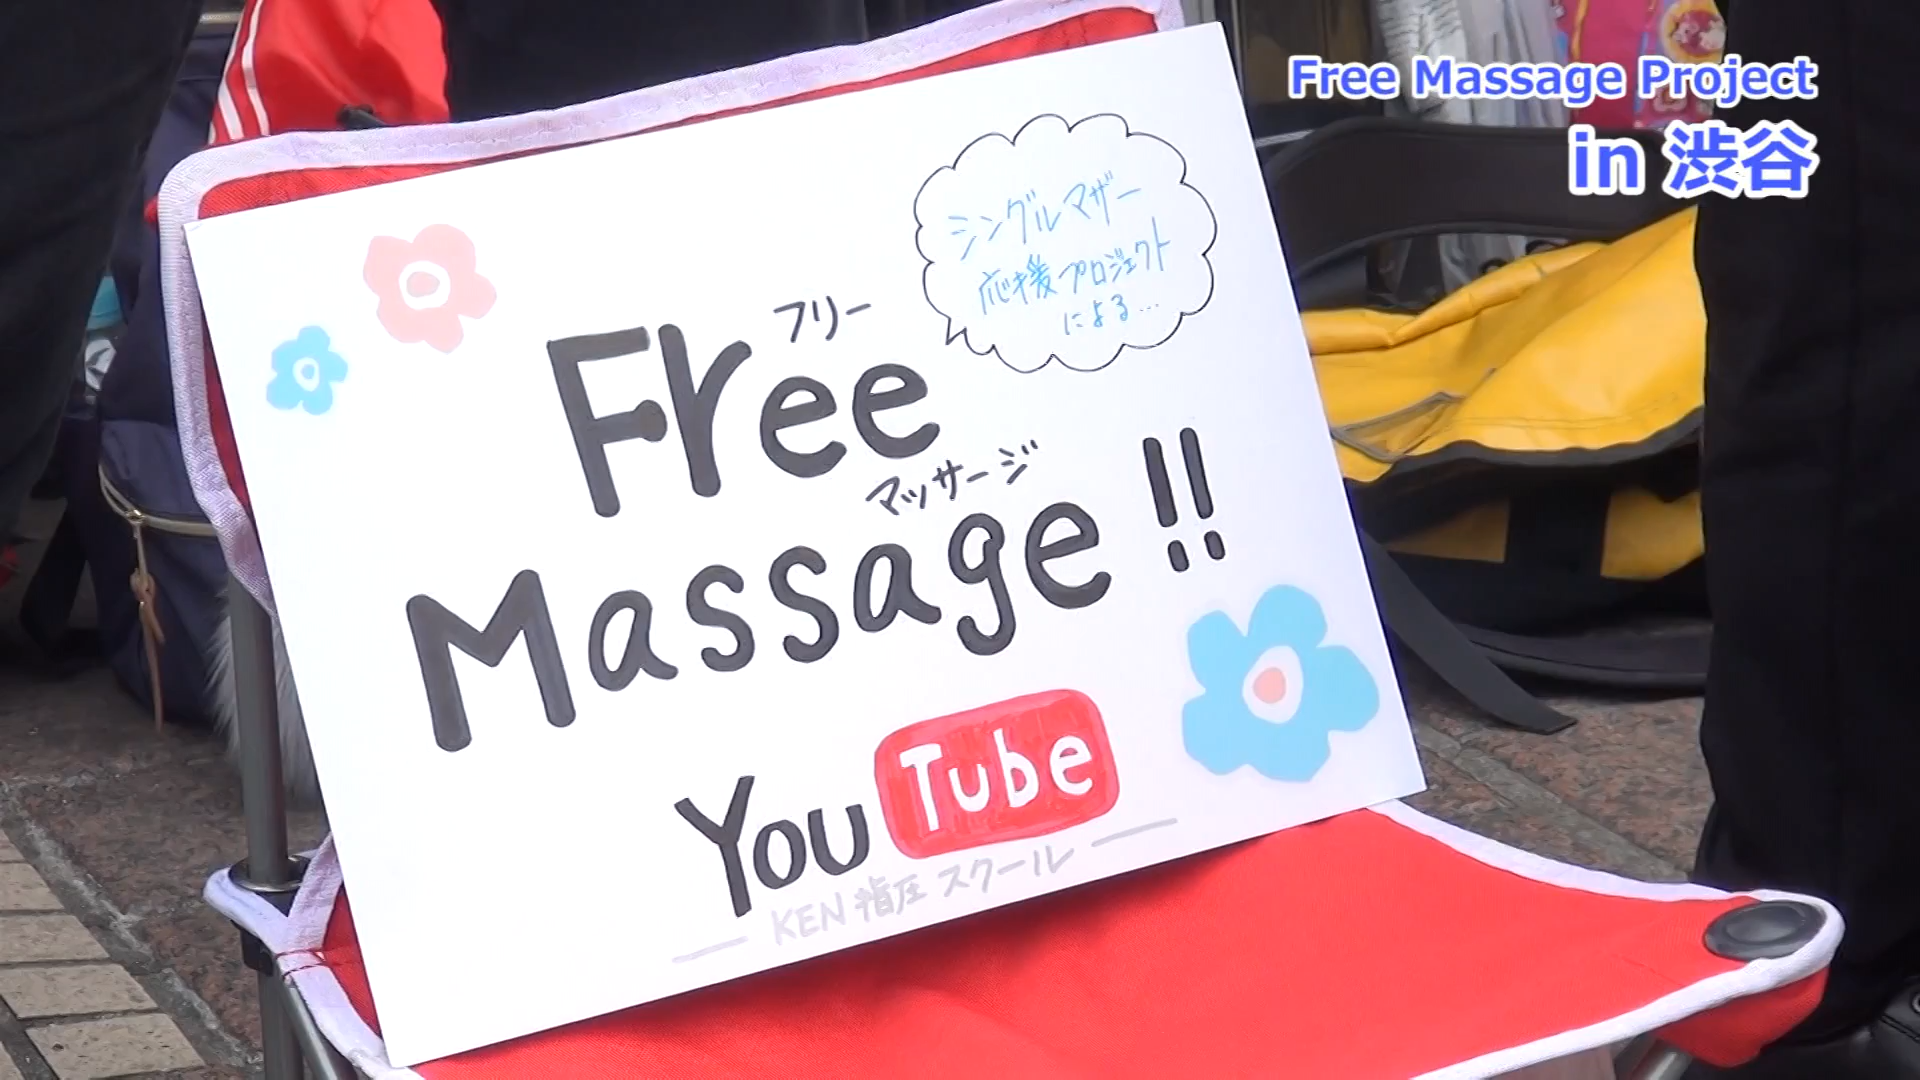 Free Massage Project
in 渋谷
シングルマザー
応援プロジェクト
による...
フリー
Free
マッサージ
Massage!!
YouTube
KEN指圧スクール